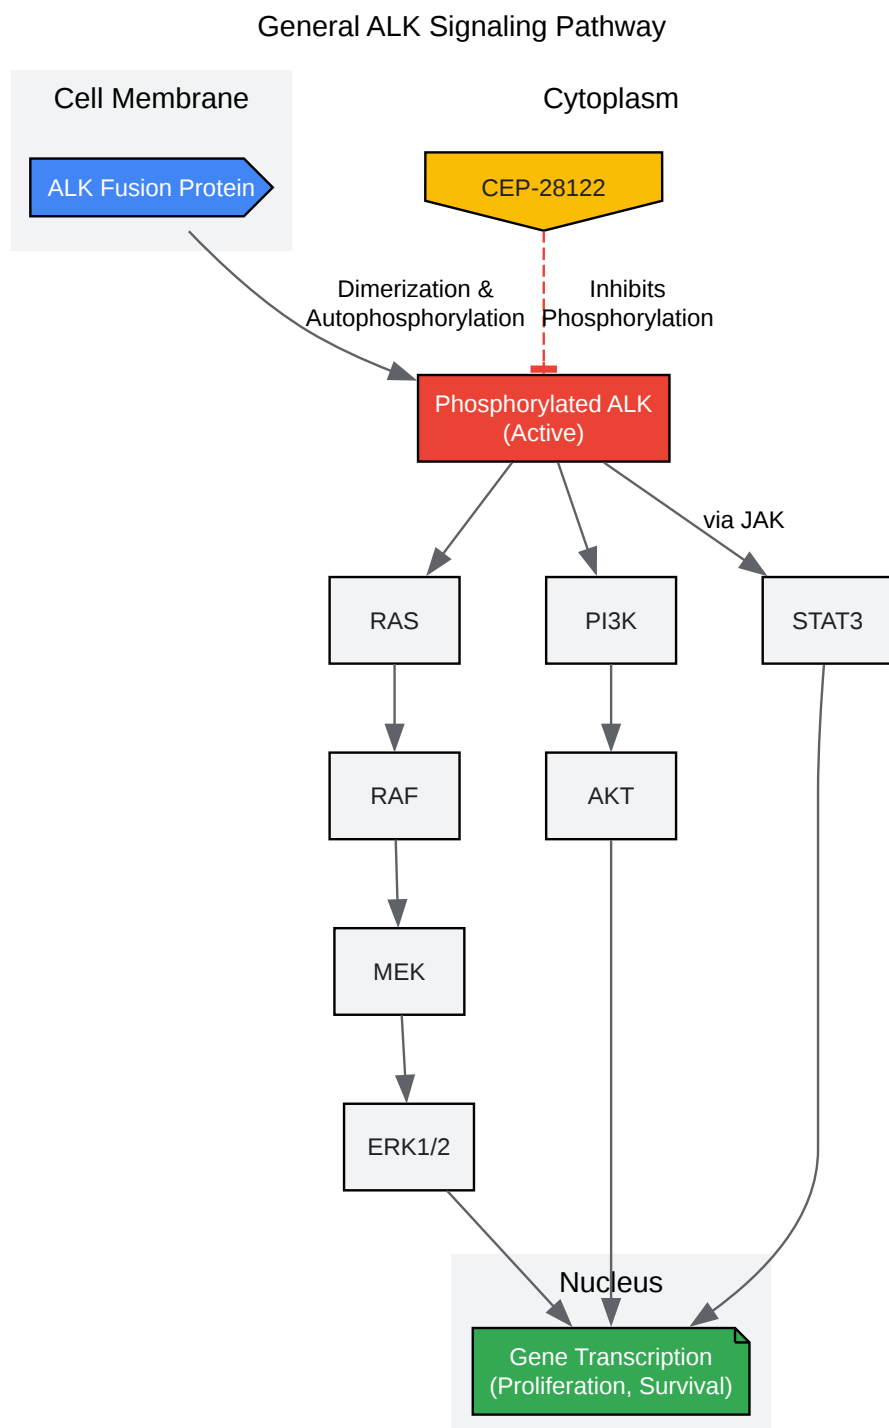 General ALK Signaling Pathway
Cell Membrane
Cytoplasm
ALK Fusion Protein
CEP-28122
Dimerization &
Autophosphorylation
Inhibits
Phosphorylation
Phosphorylated ALK
(Active)
via JAK
RAS
PI3K
STAT3
RAF
AKT
MEK
ERK1/2
Nucleus
Gene Transcription
(Proliferation, Survival)